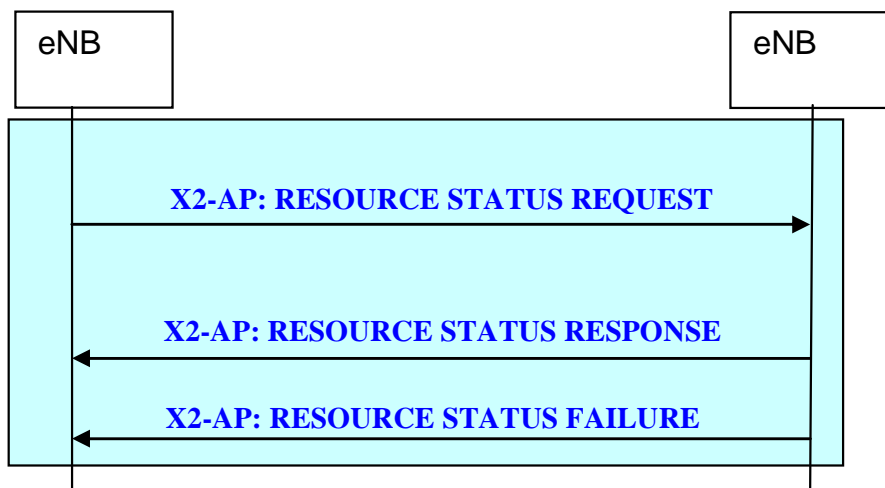 eNB
eNB
X2-AP: RESOURCE STATUS REQUEST
X2-AP: RESOURCE STATUS RESPONSE
X2-AP: RESOURCE STATUS FAILURE